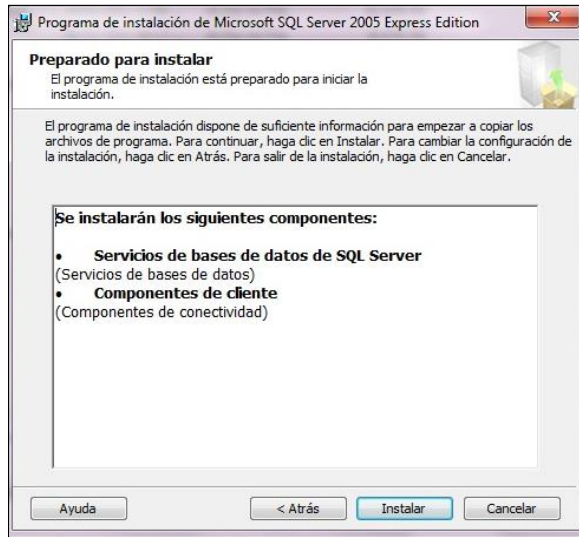 Programa de instalación de Microsoft SQL Server 2005 Express Edition
Preparado para instalar
El programa de instalación está preparado para iniciar la
instalación.
El programa de instalación dispone de suficiente información para empezar a copiar los
archivos de programa. Para continuar, haga clic en Instalar. Para cambiar la configuración de
la instalación, haga clic en Atrás. Para salir de la instalación, haga clic en Cancelar.
Se instalarán los siguientes componentes:
• Servicios de bases de datos de SQL Server
(Servicios de bases de datos)
• Componentes de cliente
(Componentes de conectividad)
Ayuda < Atrás Instalar Cancelar